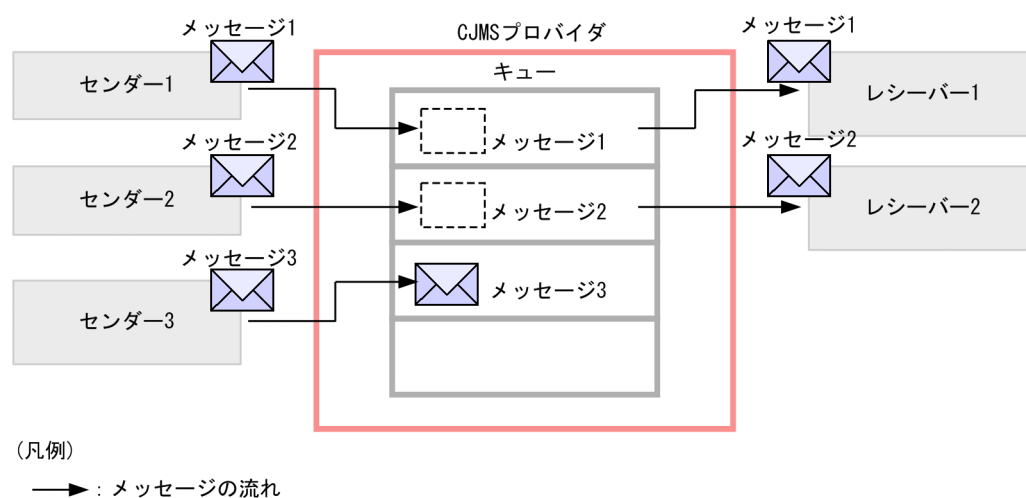 CJMSプロバイダ
キュー
メッセージ1
センダー1
メッセージ1
メッセージ1
レシーバー1
メッセージ2
センダー2
メッセージ2
メッセージ2
レシーバー2
メッセージ3
センダー3
メッセージ3
(凡例)
：メッセージの流れ